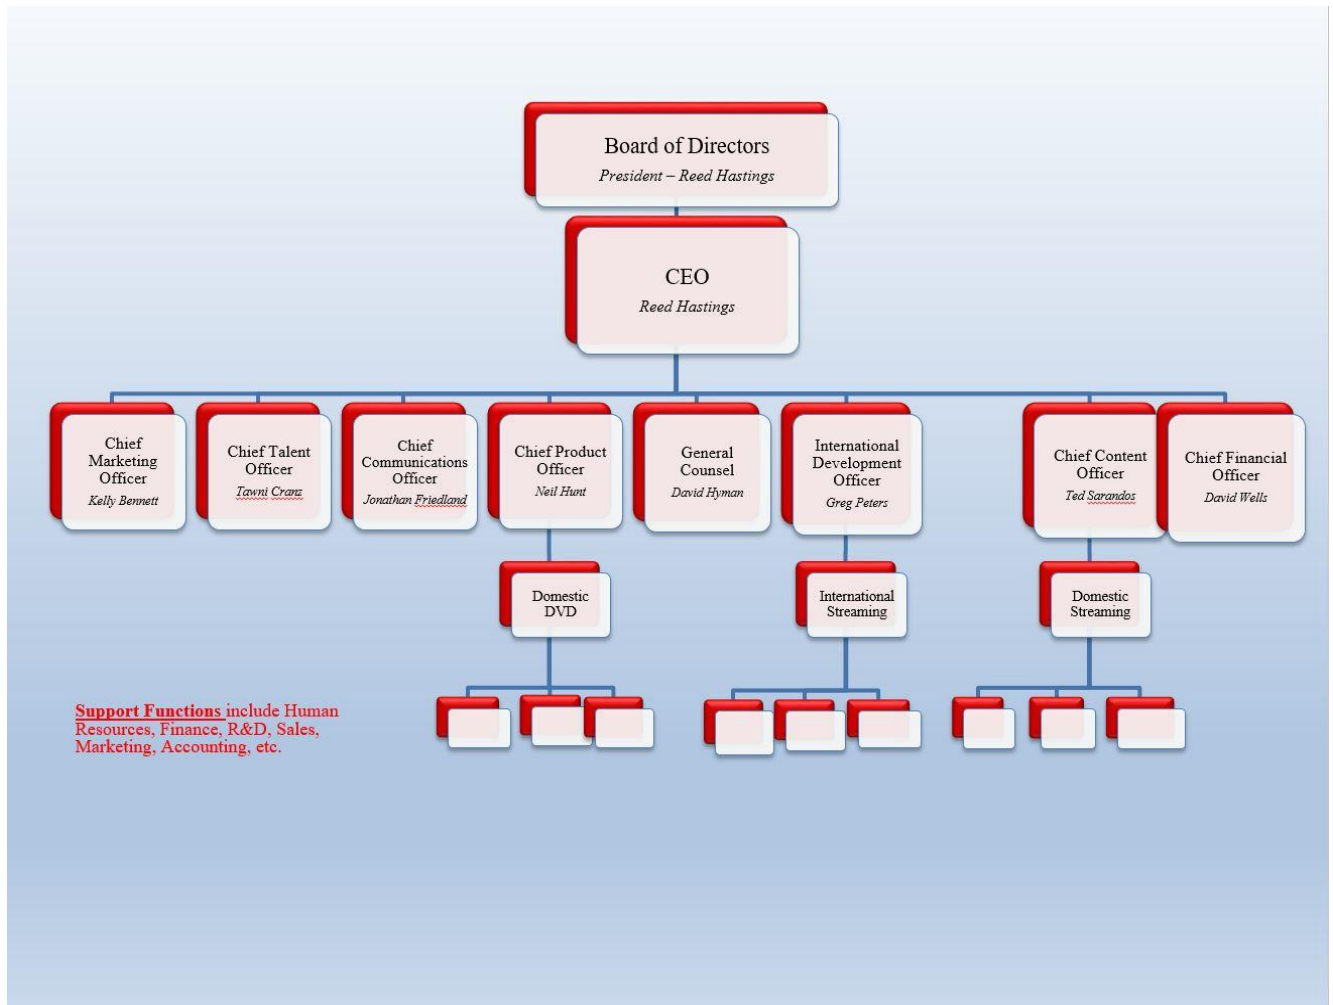 Board of Directors
President – Reed Hastings
CEO
Reed Hastings
Chief
Marketing
Officer
Kelly Bennett
Chief Talent
Officer
Tawni Cranz
Chief
Communications
Officer
Jonathan Friedland
Chief Product
Officer
Neil Hunt
General
Counsel
David Hyman
International
Development
Officer
Greg Peters
Chief Content
Officer
Ted Sarandos
Chief Financial
Officer
David Wells
Domestic
DVD
International
Streaming
Domestic
Streaming
Support Functions include Human
Resources, Finance, R&D, Sales,
Marketing, Accounting, etc.